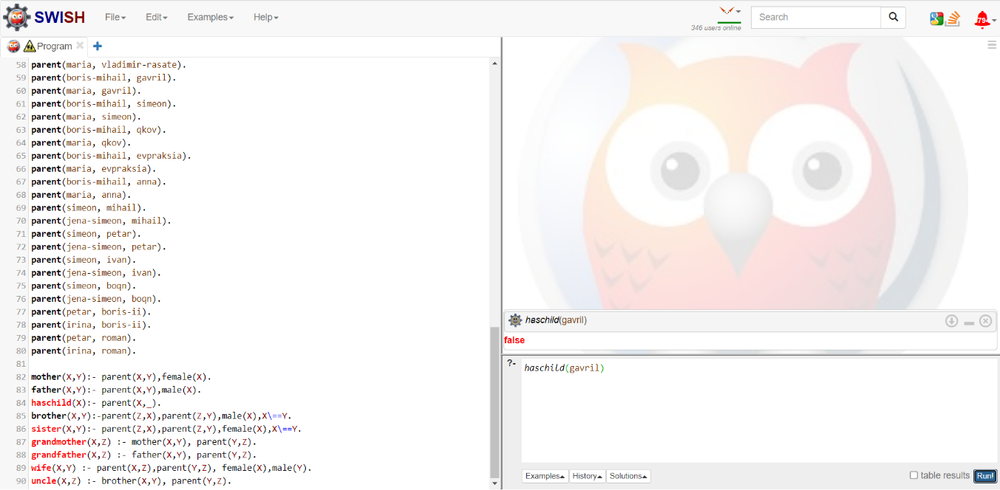 SWISH File Edit Examples Help 346 users online Search 79
Program
58 parent(maria, vladimir-rasate).
59 parent(boris-mihail, gavril).
60 parent(maria, gavril).
61 parent(boris-mihail, simeon).
62 parent(maria, simeon).
63 parent(boris-mihail, qkov).
64 parent(maria, qkov).
65 parent(boris-mihail, evpraksia).
66 parent(maria, evpraksia).
67 parent(boris-mihail, anna).
68 parent(maria, anna).
69 parent(simeon, mihail).
70 parent(jena-simeon, mihail).
71 parent(simeon, petar).
72 parent(jena-simeon, petar).
73 parent(simeon, ivan).
74 parent(jena-simeon, ivan).
75 parent(simeon, boqn).
76 parent(jena-simeon, boqn).
77 parent(petar, boris-ii).
78 parent(irina, boris-ii).
79 parent(petar, roman).
80 parent(irina, roman).
81
82 mother(X,Y):- parent(X,Y),female(X).
83 father(X,Y):- parent(X,Y),male(X).
84 haschild(X):- parent(X,_).
85 brother(X,Y):-parent(Z,X),parent(Z,Y),male(X),X\==Y.
86 sister(X,Y):- parent(Z,X),parent(Z,Y),female(X),X\==Y.
87 grandmother(X,Z) :- mother(X,Y), parent(Y,Z).
88 grandfather(X,Z) :- father(X,Y), parent(Y,Z).
89 wife(X,Y) :- parent(X,Z),parent(Y,Z), female(X),male(Y).
90 uncle(X,Z) :- brother(X,Y), parent(Y,Z).
haschild(gavril)
false
?- haschild(gavril)
Examples History Solutions table results Run!